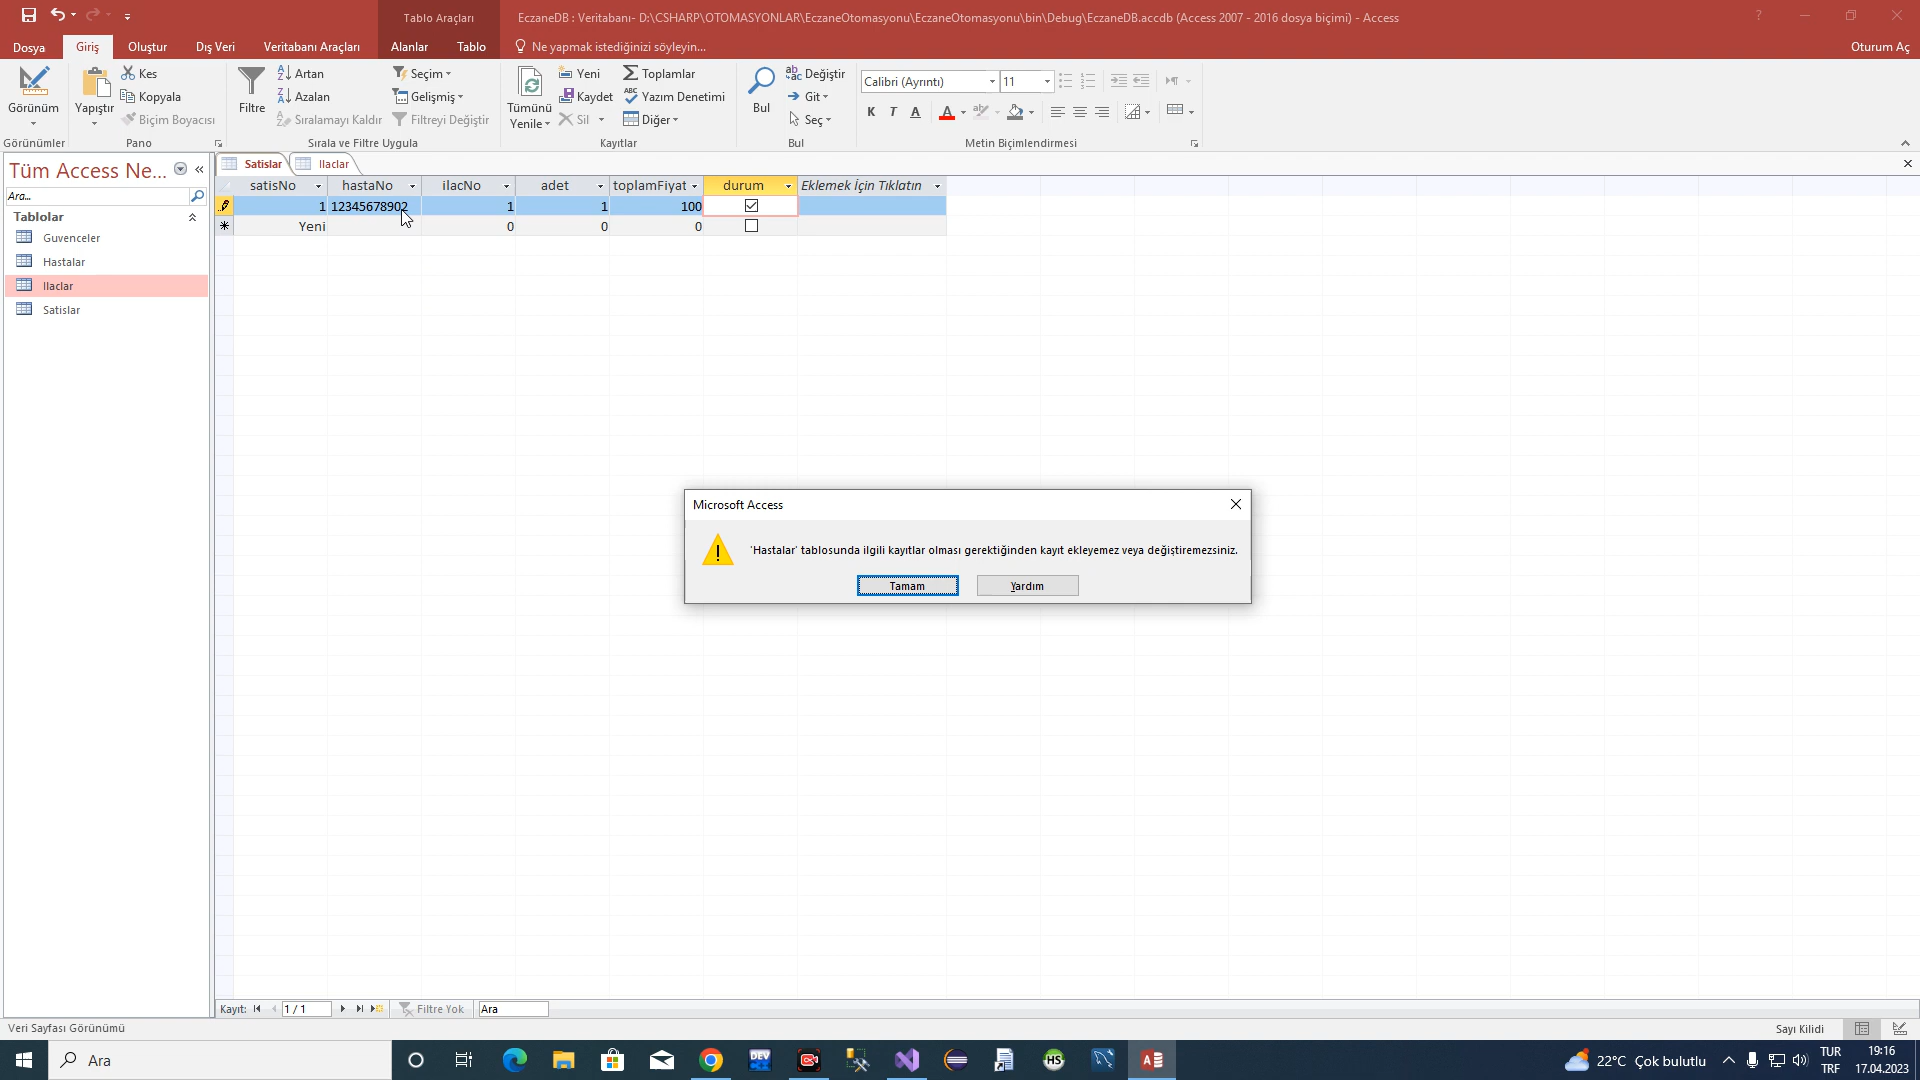 Tablo Araçları
EczaneDB : Veritabanı- D:\CSHARP\OTOMASYONLAR\EczaneOtomasyonu\EczaneOtomasyonu\bin\Debug\EczaneDB.accdb (Access 2007 - 2016 dosya biçimi) - Access
Dosya
Giriş
Oluştur
Dış Veri
Veritabanı Araçları
Alanlar
Tablo
Ne yapmak istediğinizi söyleyin...
Oturum Aç
Görünüm
Yapıştır
Kes
Kopyala
Biçim Boyacısı
Filtre
Artan
Azalan
Sıralamayı Kaldır
Seçim
Gelişmiş
Filtreyi Değiştir
Tümünü
Yenile
Yeni
Kaydet
Sil
Toplamlar
Yazım Denetimi
Diğer
Bul
Değiştir
Git
Seç
Calibri (Ayrıntı)
11
K T A
Görünümler
Pano
Sırala ve Filtre Uygula
Kayıtlar
Bul
Metin Biçimlendirmesi
Tüm Access Ne...
Ara...
Tablolar
Guvenceler
Hastalar
Ilaclar
Satislar
Satislar
Ilaclar
satisNo hastaNo ilacNo adet toplamFiyat durum Eklemek İçin Tıklatın
1 12345678902 1 1 100
Yeni 0 0 0
Microsoft Access
'Hastalar' tablosunda ilgili kayıtlar olması gerektiğinden kayıt ekleyemez veya değiştiremezsiniz.
Tamam
Yardım
Kayıt: 1 / 1 Filtre Yok Ara
Veri Sayfası Görünümü
Sayı Kilidi
Ara
DEV
HS
22°C Çok bulutlu
TUR
TRF
19:16
17.04.2023